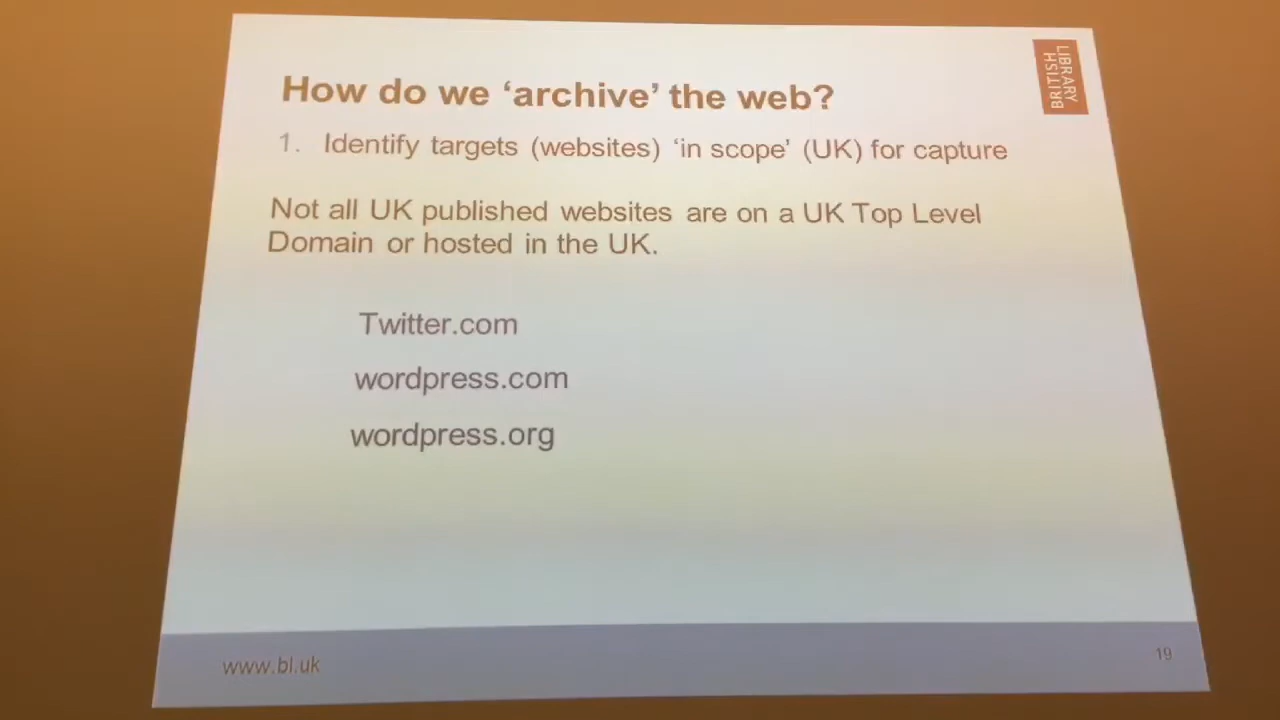 How do we ‘archive’ the web?
LIBRARY
BRITISH
1. Identify targets (websites) ‘in scope’ (UK) for capture
Not all UK published websites are on a UK Top Level
Domain or hosted in the UK.
Twitter.com
wordpress.com
wordpress.org
www.bl.uk
19